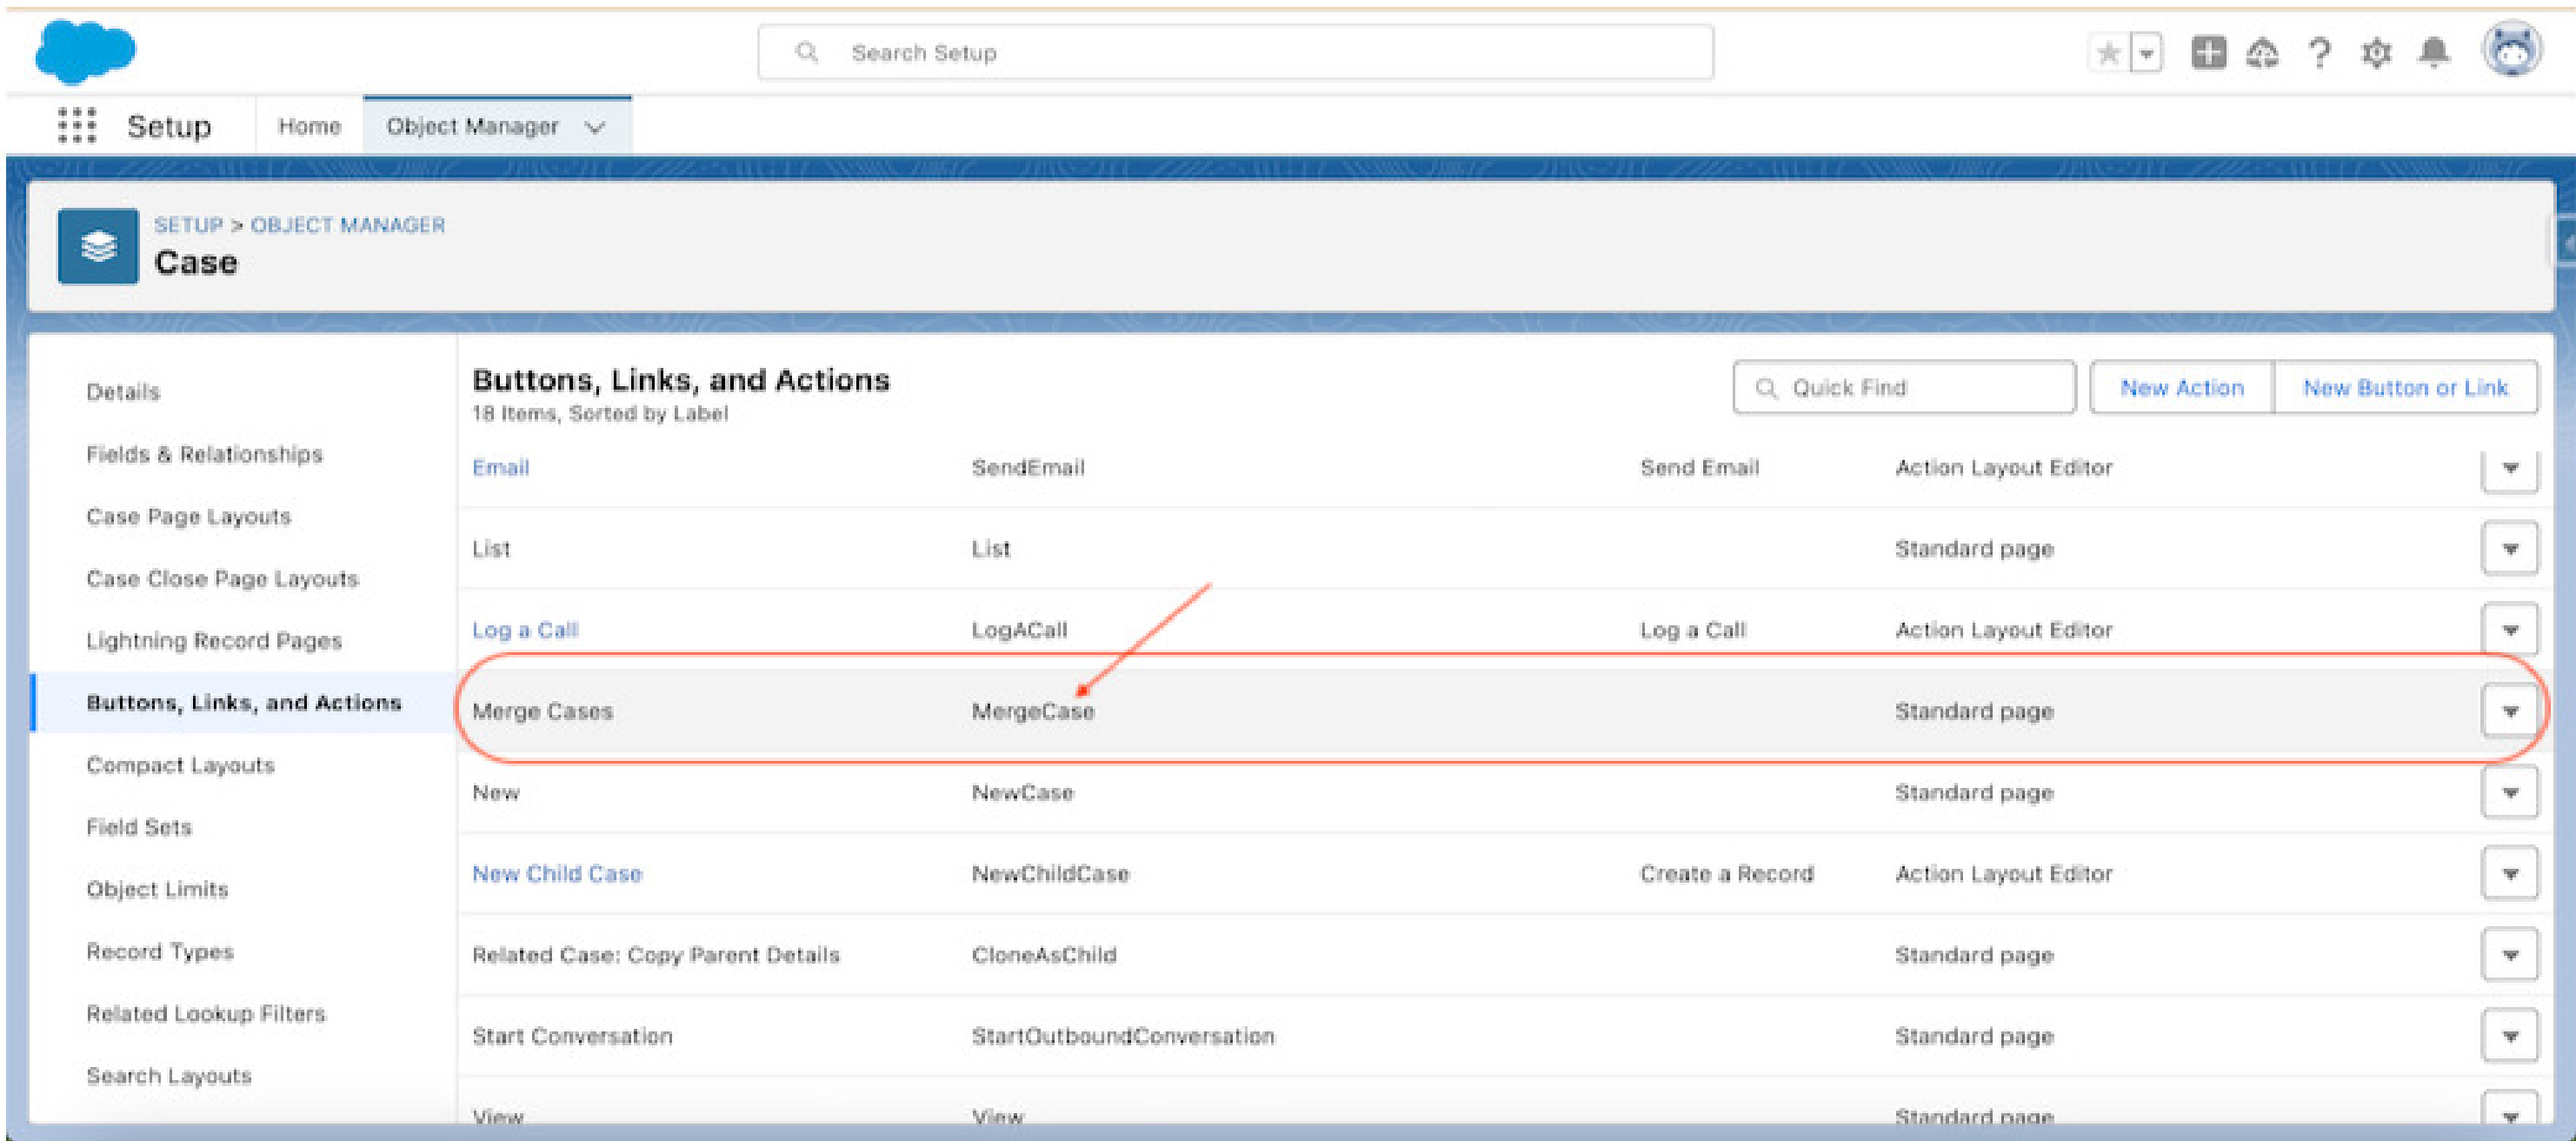 Search Setup
Setup Home Object Manager
SETUP > OBJECT MANAGER
Case
Details
Fields & Relationships
Case Page Layouts
Case Close Page Layouts
Lightning Record Pages
Buttons, Links, and Actions
Compact Layouts
Field Sets
Object Limits
Record Types
Related Lookup Filters
Search Layouts
Buttons, Links, and Actions
18 Items, Sorted by Label
Quick Find New Action New Button or Link
Email SendEmail Send Email Action Layout Editor
List List Standard page
Log a Call LogACall Log a Call Action Layout Editor
Merge Cases MergeCase Standard page
New NewCase Standard page
New Child Case NewChildCase Create a Record Action Layout Editor
Related Case: Copy Parent Details CloneAsChild Standard page
Start Conversation StartOutboundConversation Standard page
View View Standard page